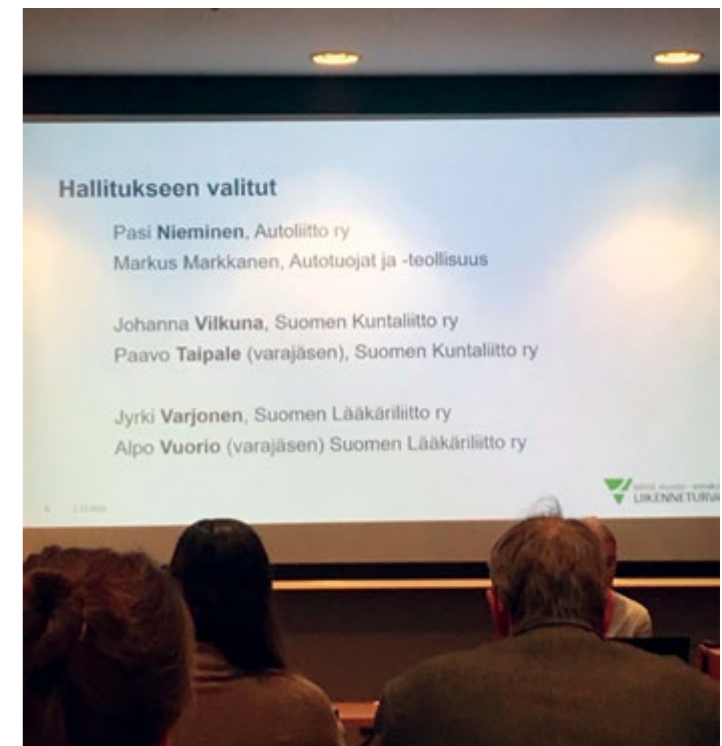 Hallitukseen valitut
Pasi Nieminen, Autoliitto ry
Markus Markkanen, Autotuojat ja -teollisuus
Johanna Vilkuna, Suomen Kuntaliitto ry
Paavo Taipale (varajäsen), Suomen Kuntaliitto ry
Jyrki Varjonen, Suomen Lääkäriliitto ry
Alpo Vuorio (varajäsen) Suomen Lääkäriliitto ry
LIIKENNETURVA